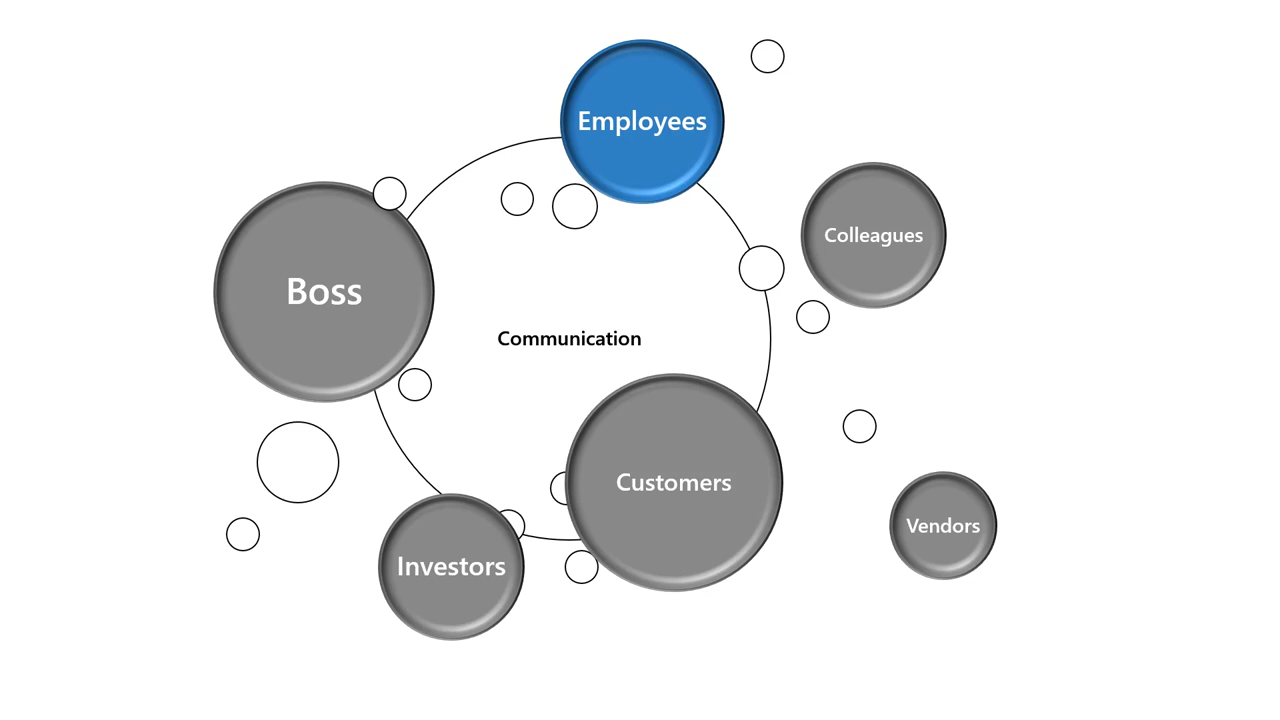 Employees
Colleagues
Boss
Communication
Customers
Vendors
Investors